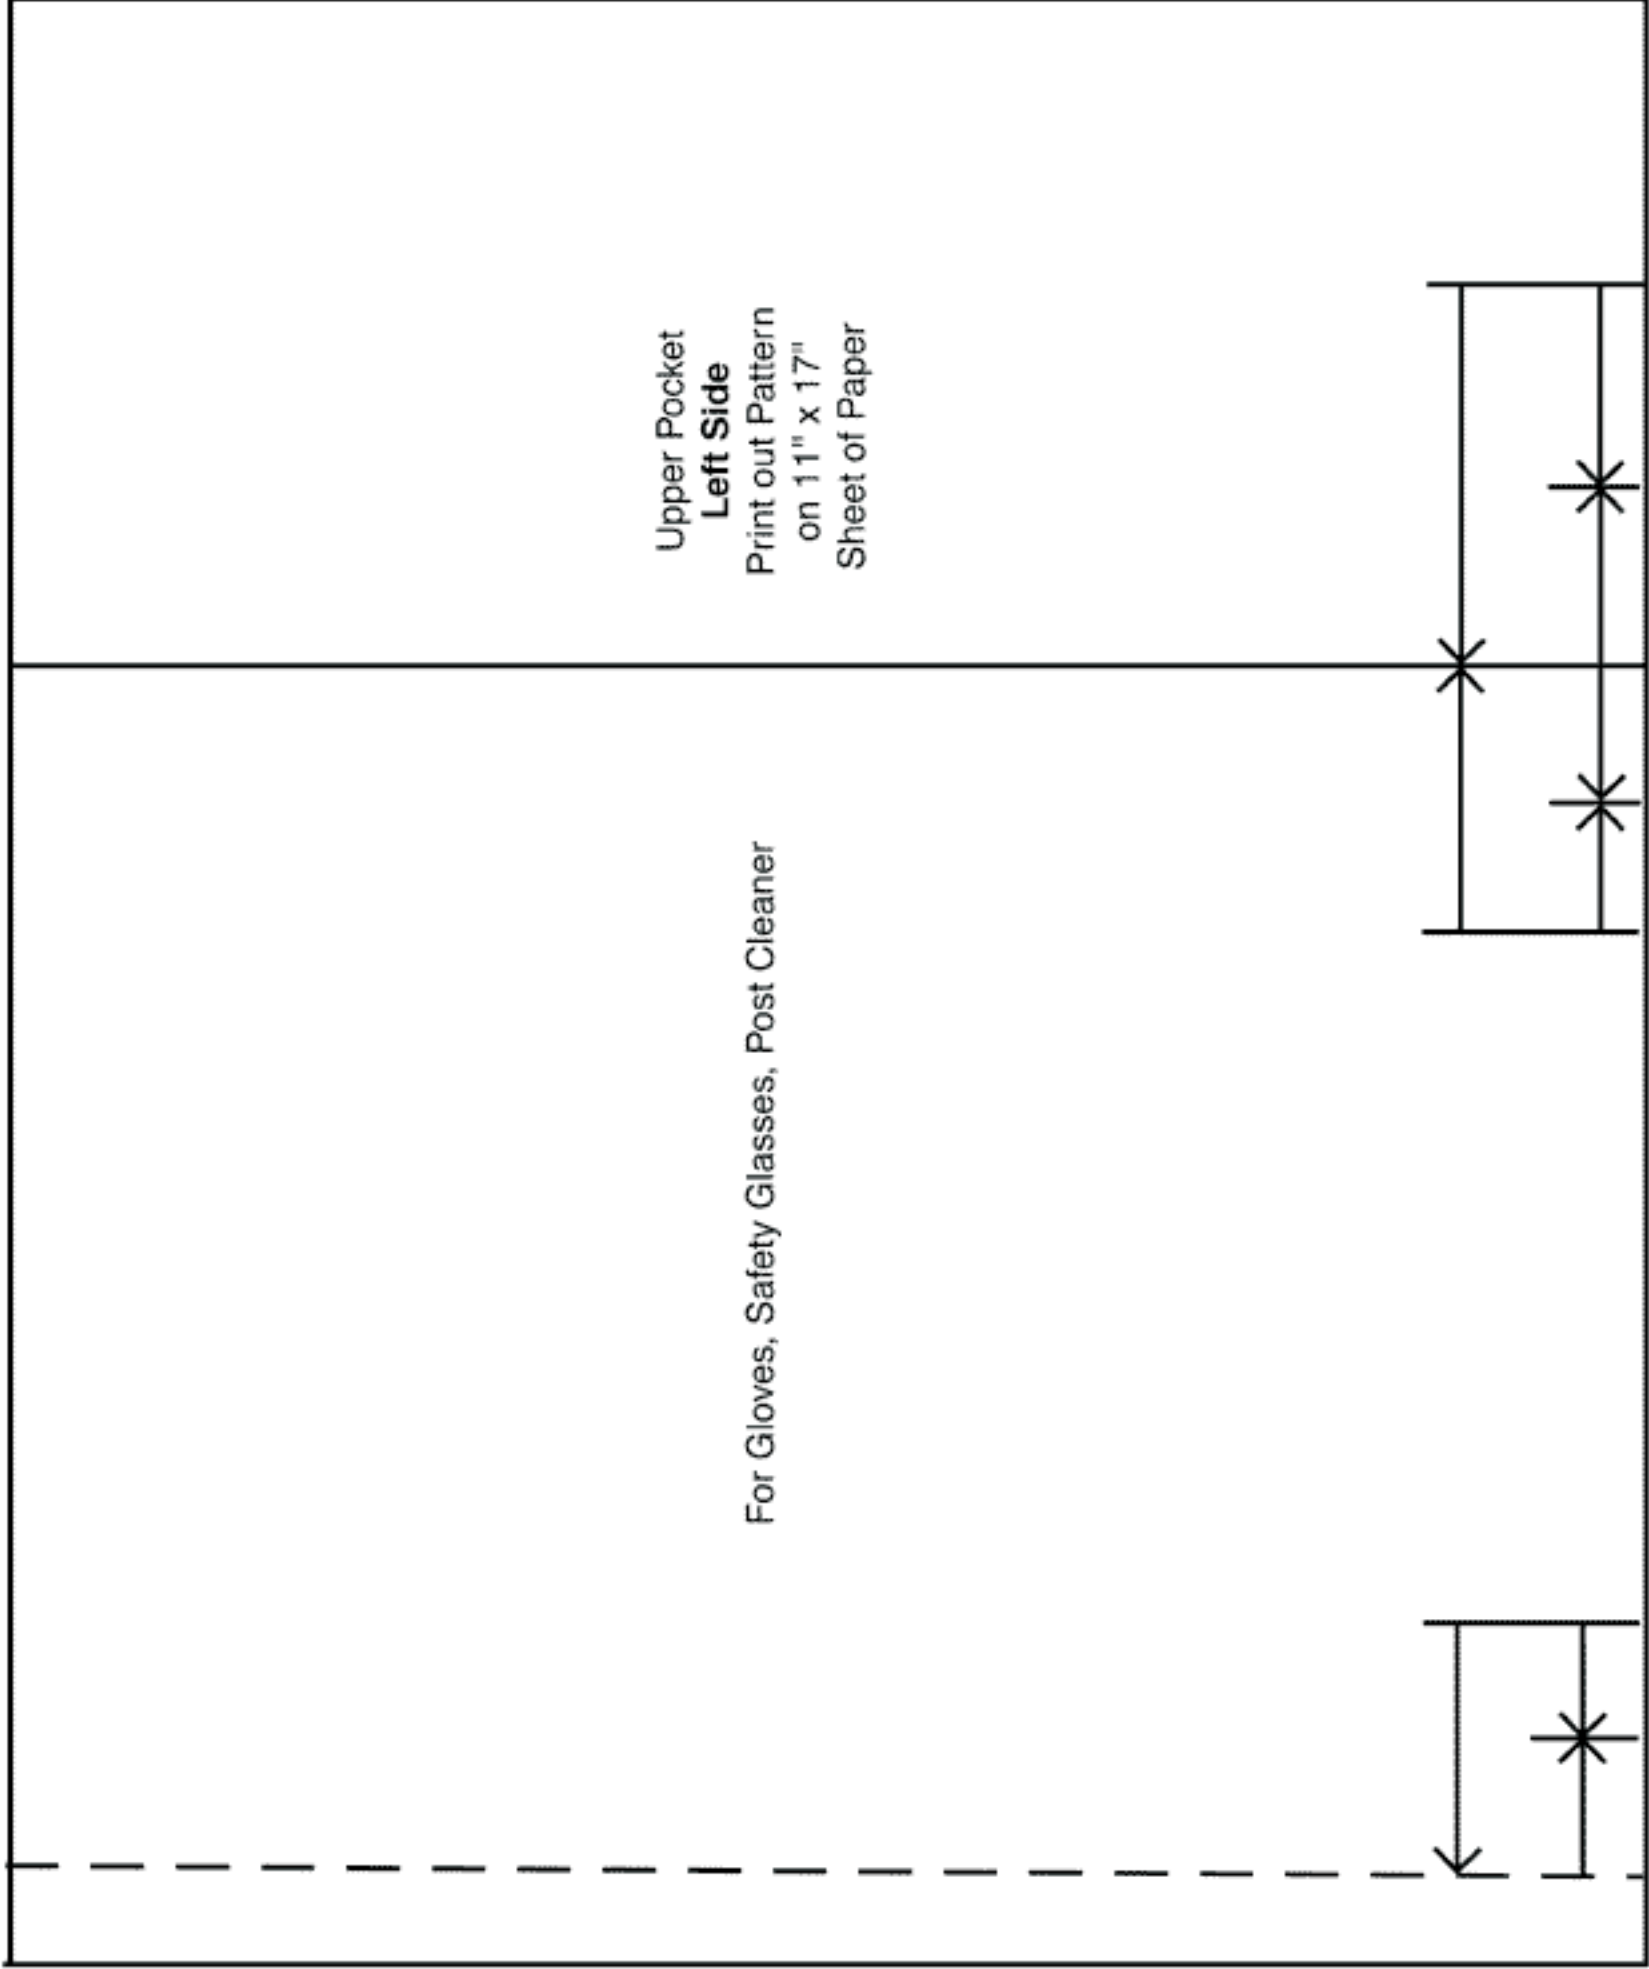 Upper Pocket
Left Side
Print out Pattern
on 11" x 17"
Sheet of Paper
For Gloves, Safety Glasses, Post Cleaner